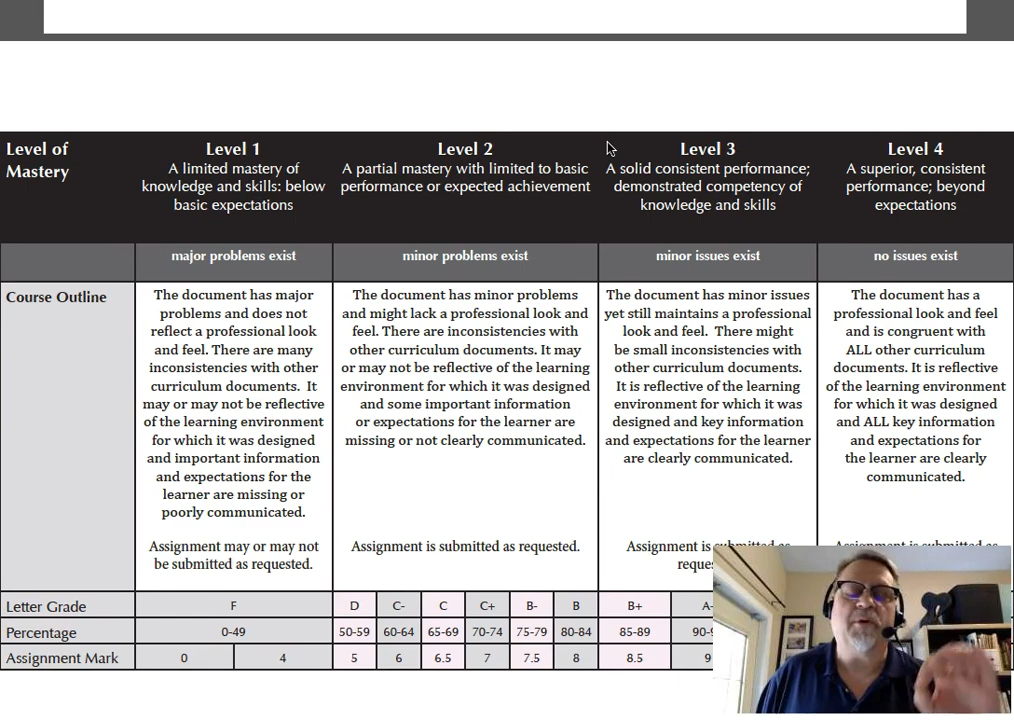 Level of
Mastery
Level 1
A limited mastery of
knowledge and skills: below
basic expectations
Level 2
A partial mastery with limited to basic
performance or expected achievement
Level 3
A solid consistent performance;
demonstrated competency of
knowledge and skills
Level 4
A superior, consistent
performance; beyond
expectations
major problems exist
minor problems exist
minor issues exist
no issues exist
Course Outline
The document has major
problems and does not
reflect a professional look
and feel. There are many
inconsistencies with other
curriculum documents. It
may or may not be reflective
of the learning environment
for which it was designed
and important information
and expectations for the
learner are missing or
poorly communicated.
Assignment may or may not
be submitted as requested.
The document has minor problems
and might lack a professional look and
feel. There are inconsistencies with
other curriculum documents. It may
or may not be reflective of the learning
environment for which it was designed
and some important information
or expectations for the learner are
missing or not clearly communicated.
Assignment is submitted as requested.
The document has minor issues
yet still maintains a professional
look and feel. There might
be small inconsistencies with
other curriculum documents.
It is reflective of the learning
environment for which it was
designed and key information
and expectations for the learner
are clearly communicated.
Assignment is submitted as
The document has a
professional look and feel
and is congruent with
ALL other curriculum
documents. It is reflective
of the learning environment
for which it was designed
and ALL key information
and expectations for
the learner are clearly
communicated.
Assignment is submitted as
Letter Grade F D C- C C+ B- B B+
Percentage 0-49 50-59 60-64 65-69 70-74 75-79 80-84 85-89
Assignment Mark 0 4 5 6 6.5 7 7.5 8 8.5